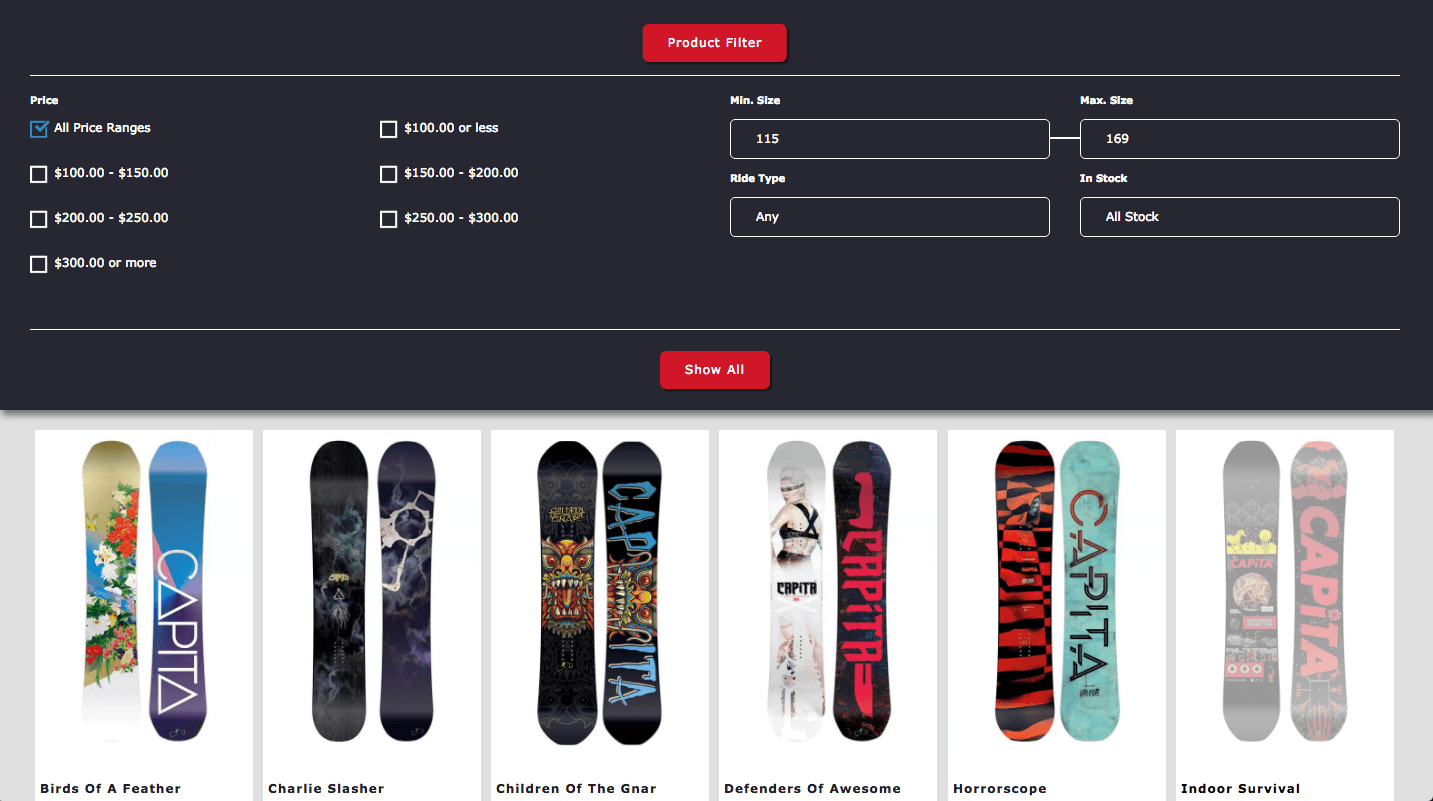 Product Filter
Price
All Price Ranges
$100.00 or less
$100.00 - $150.00
$150.00 - $200.00
$200.00 - $250.00
$250.00 - $300.00
$300.00 or more
Min. Size
Max. Size
115
169
Ride Type
In Stock
Any
All Stock
Show All
CAPITA
CAPITA
CHILDREN
OF THE
GNAR
CAPITA
CAPITA
CAPITA
CAPITA
CAPITA
CAPITA
Birds Of A Feather
Charlie Slasher
Children Of The Gnar
Defenders Of Awesome
Horrorscope
Indoor Survival